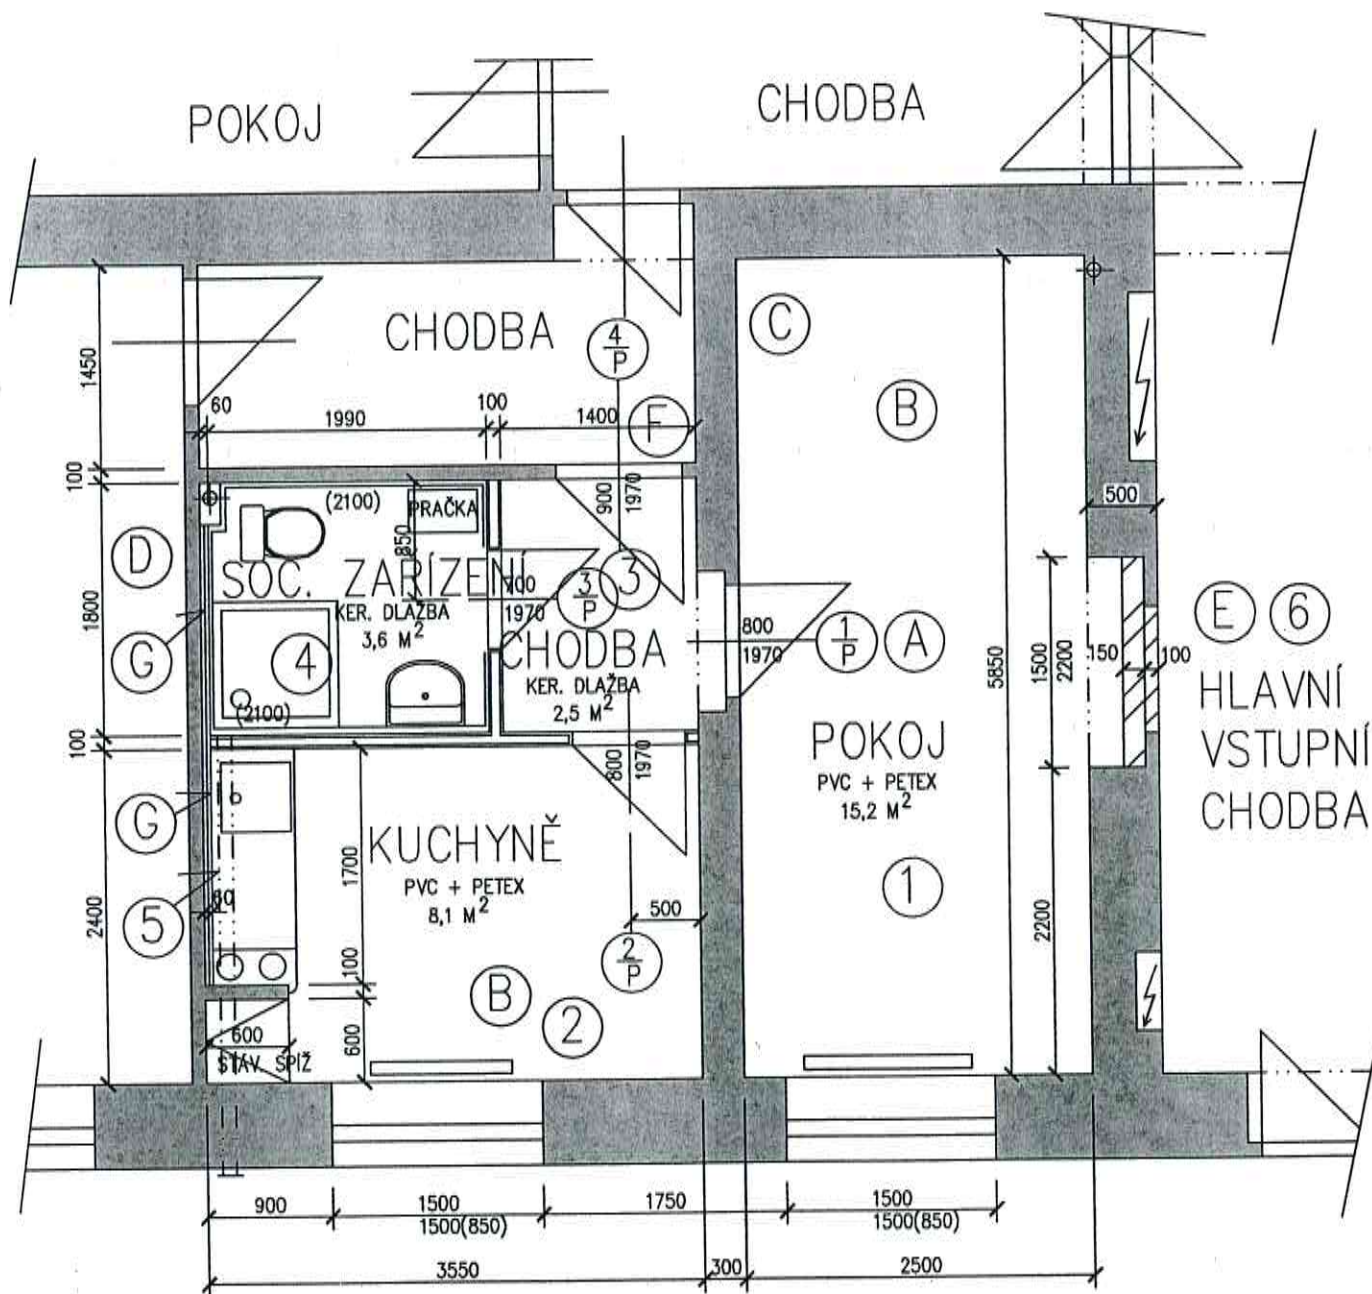 POKOJ
CHODBA
CHODBA
4
P
C
B
F
1450
60
1990
100
1400
100
(2100)
PRAČKA
850
900
1970
500
D
SOC. ZAŘÍZENÍ
KER. DLAŽBA
3,6 M²
700
1970
3
P
3
1800
G
4
(2100)
CHODBA
KER. DLAŽBA
2,5 M²
800
1970
1
P
A
5850
1500
2200
150
100
E
6
HLAVNÍ
VSTUPNÍ
CHODBA
100
800
1970
POKOJ
PVC + PETEX
15,2 M²
G
KUCHYNĚ
PVC + PETEX
8,1 M²
1700
5
2400
500
2
P
1
2200
100
B
2
600
600
STÁV. SPÍŽ
900
1500
1500(850)
1750
1500
1500(850)
3550
300
2500